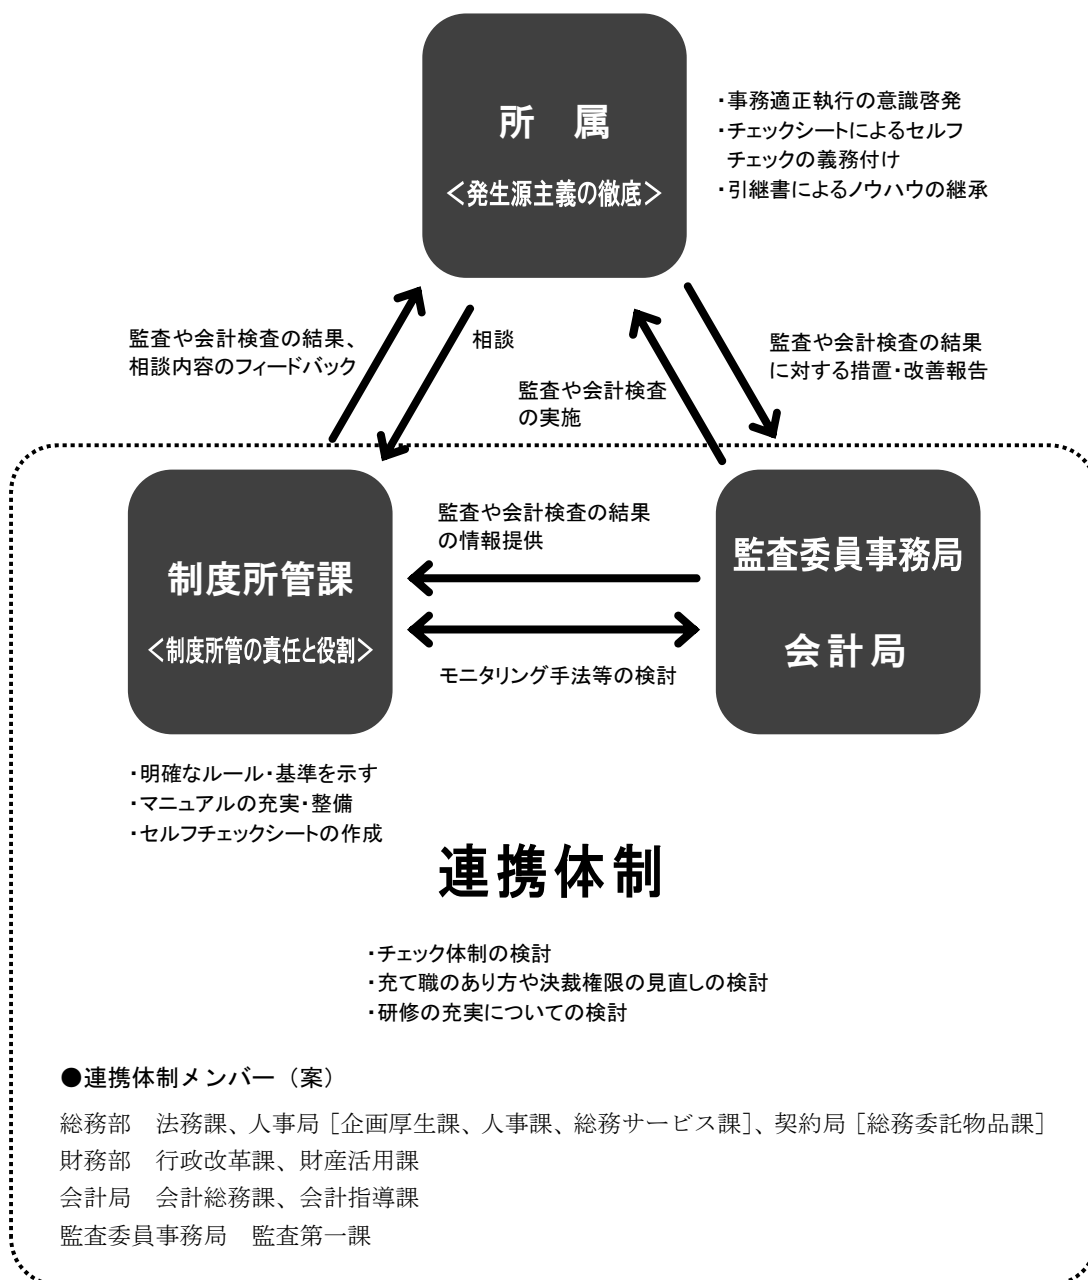 所　属
＜発生源主義の徹底＞
・事務適正執行の意識啓発
・チェックシートによるセルフ
チェックの義務付け
・引継書によるノウハウの継承
監査や会計検査の結果、
相談内容のフィードバック
相談
監査や会計検査
の実施
監査や会計検査の結果
に対する措置・改善報告
制度所管課
＜制度所管の責任と役割＞
監査や会計検査の結果
の情報提供
モニタリング手法等の検討
監査委員事務局
会計局
・明確なルール・基準を示す
・マニュアルの充実・整備
・セルフチェックシートの作成
連携体制
・チェック体制の検討
・充て職のあり方や決裁権限の見直しの検討
・研修の充実についての検討
●連携体制メンバー（案）
総務部　法務課、人事局［企画厚生課、人事課、総務サービス課］、契約局［総務委託物品課］
財務部　行政改革課、財産活用課
会計局　会計総務課、会計指導課
監査委員事務局　監査第一課